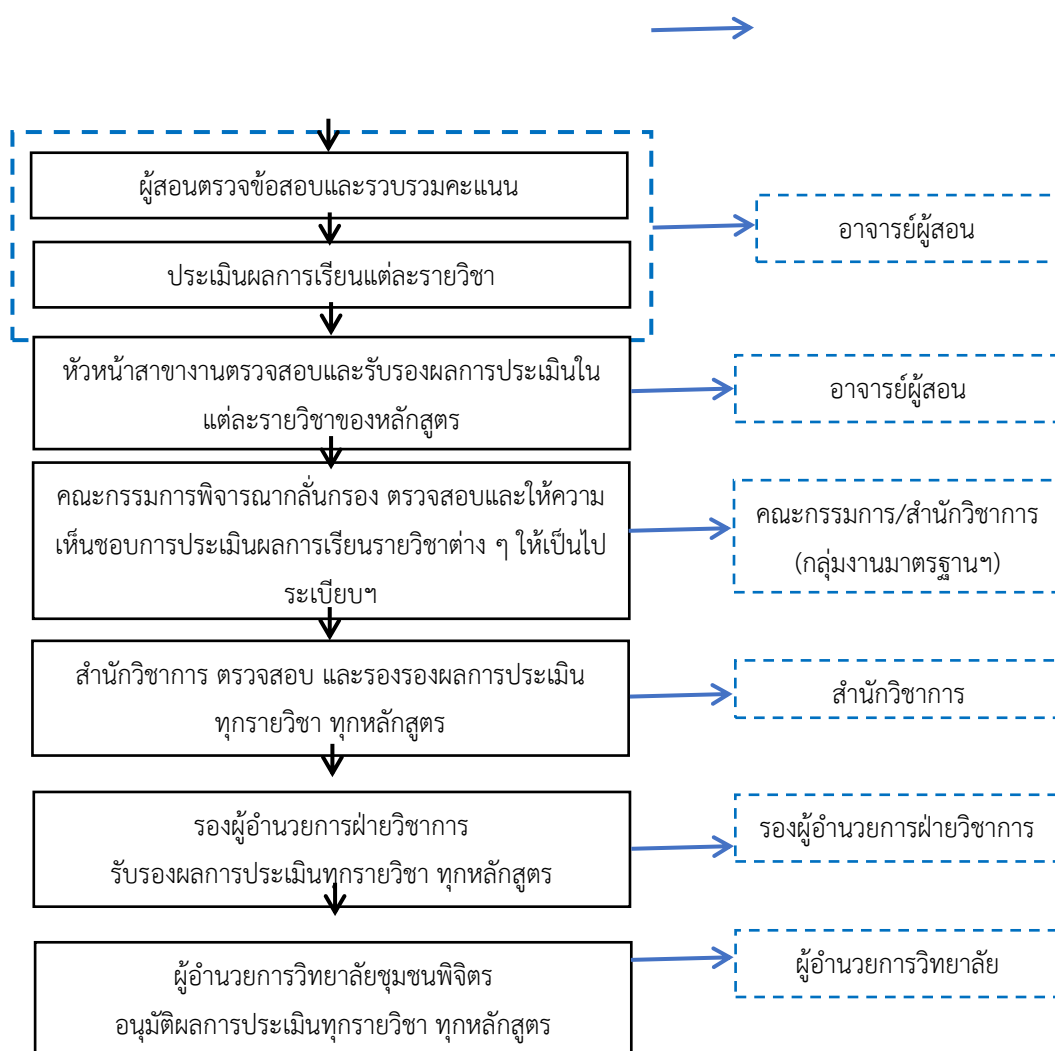 ผู้สอนตรวจข้อสอบและรวบรวมคะแนน
อาจารย์ผู้สอน
ประเมินผลการเรียนแต่ละรายวิชา
หัวหน้าสาขางานตรวจสอบและรับรองผลการประเมินใน
แต่ละรายวิชาของหลักสูตร
อาจารย์ผู้สอน
คณะกรรมการพิจารณากลั่นกรอง ตรวจสอบและให้ความ
เห็นชอบการประเมินผลการเรียนรายวิชาต่าง ๆ ให้เป็นไป
ระเบียบฯ
คณะกรรมการ/สำนักวิชาการ
(กลุ่มงานมาตรฐานฯ)
สำนักวิชาการ ตรวจสอบ และรองรองผลการประเมิน
ทุกรายวิชา ทุกหลักสูตร
สำนักวิชาการ
รองผู้อำนวยการฝ่ายวิชาการ
รับรองผลการประเมินทุกรายวิชา ทุกหลักสูตร
รองผู้อำนวยการฝ่ายวิชาการ
ผู้อำนวยการวิทยาลัยชุมชนพิจิตร
อนุมัติผลการประเมินทุกรายวิชา ทุกหลักสูตร
ผู้อำนวยการวิทยาลัย